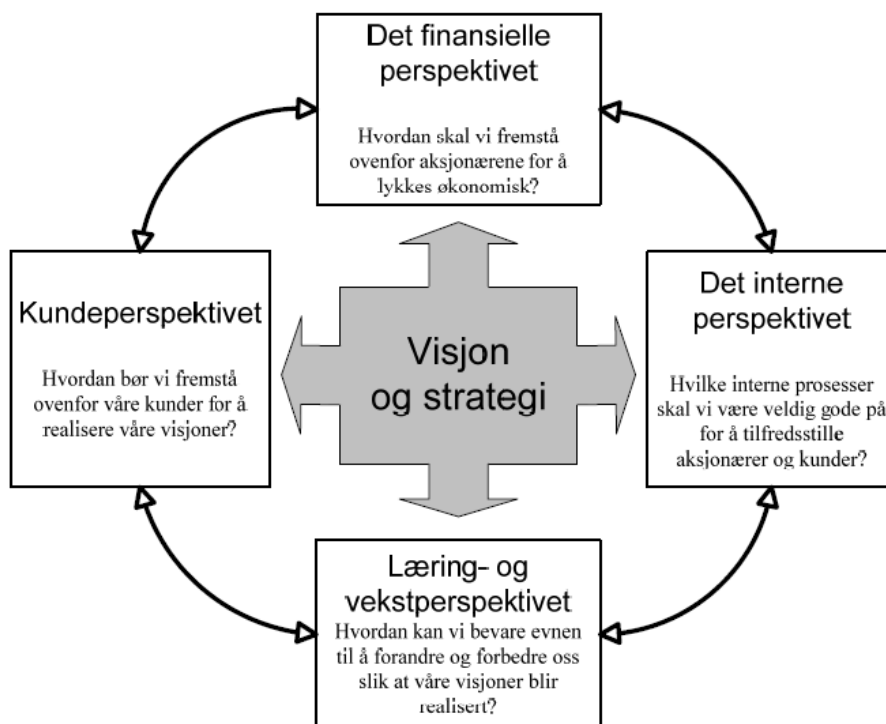 Det finansielle
perspektivet
Hvordan skal vi fremstå
ovenfor aksjonærene for å
lykkes økonomisk?
Kundeperspektivet
Hvordan bør vi fremstå
ovenfor våre kunder for å
realisere våre visjoner?
Visjon
og strategi
Det interne
perspektivet
Hvilke interne prosesser
skal vi være veldig gode på
for å tilfredsstille
aksjonærer og kunder?
Læring- og
vekstperspektivet
Hvordan kan vi bevare evnen
til å forandre og forbedre oss
slik at våre visjoner blir
realisert?